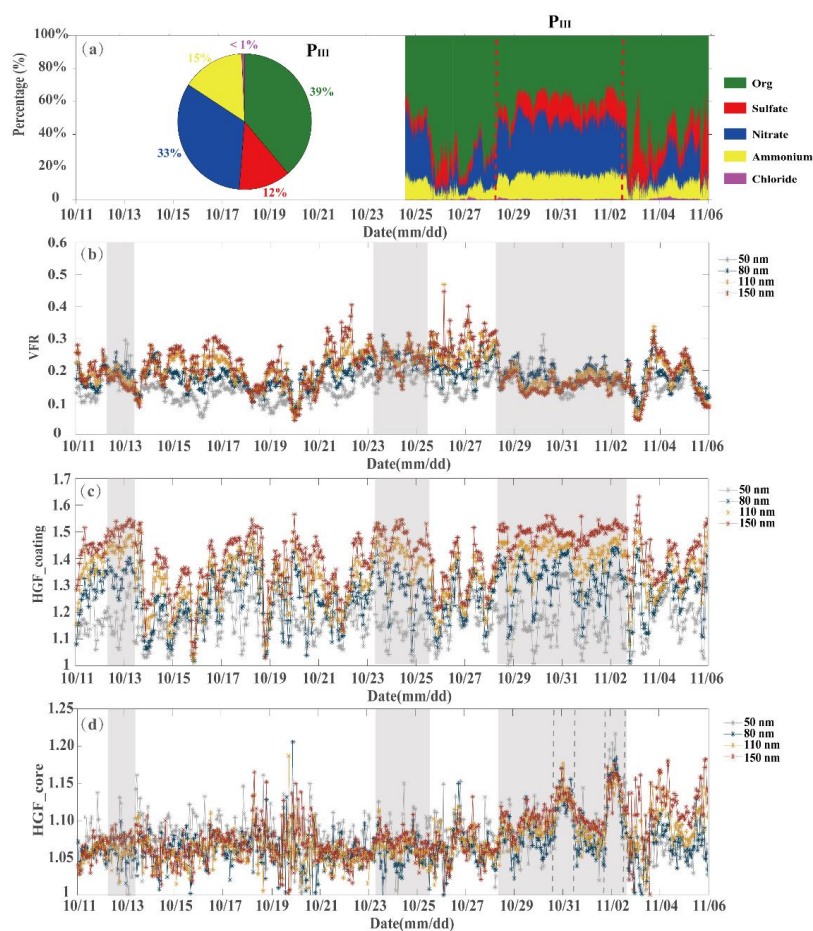 P_III
(a)
100%
80%
60%
40%
20%
0
Percentage (%)
< 1%
P_III
15%
39%
33%
12%
Org
Sulfate
Nitrate
Ammonium
Chloride
10/11 10/13 10/15 10/17 10/19 10/21 10/23 10/25 10/27 10/29 10/31 11/02 11/04 11/06
Date(mm/dd)
(b)
0.6
0.5
0.4
0.3
0.2
0.1
0
VFR
50 nm
80 nm
110 nm
150 nm
10/11 10/13 10/15 10/17 10/19 10/21 10/23 10/25 10/27 10/29 10/31 11/02 11/04 11/06
Date(mm/dd)
(c)
1.7
1.6
1.5
1.4
1.3
1.2
1.1
1
HGF_coating
50 nm
80 nm
110 nm
150 nm
10/11 10/13 10/15 10/17 10/19 10/21 10/23 10/25 10/27 10/29 10/31 11/02 11/04 11/06
Date(mm/dd)
(d)
1.25
1.20
1.15
1.10
1.05
1
HGF_core
50 nm
80 nm
110 nm
150 nm
10/11 10/13 10/15 10/17 10/19 10/21 10/23 10/25 10/27 10/29 10/31 11/02 11/04 11/06
Date(mm/dd)